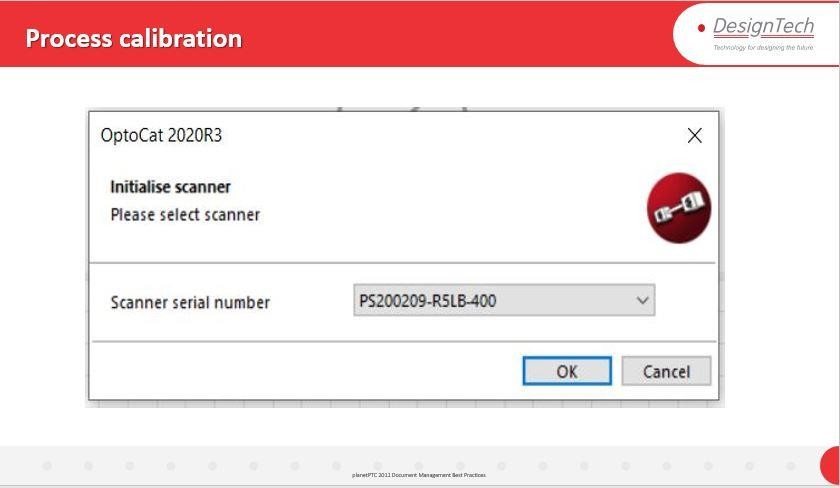 Process calibration
DesignTech
Technology for designing the future
OptoCat 2020R3
Initialise scanner
Please select scanner
Scanner serial number
PS200209-R5LB-400
OK
Cancel
planetPTC 2011 Document Management Best Practices